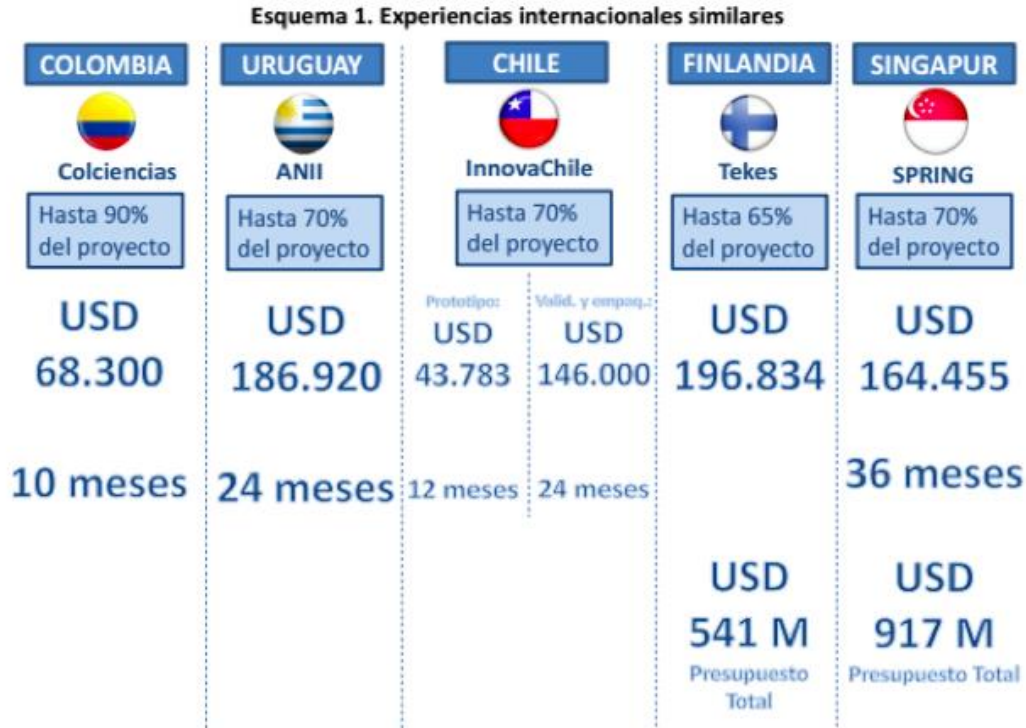 Esquema 1. Experiencias internacionales similares
COLOMBIA
Colciencias
Hasta 90%
del proyecto
USD
68.300
10 meses
URUGUAY
ANII
Hasta 70%
del proyecto
USD
186.920
24 meses
CHILE
InnovaChile
Hasta 70%
del proyecto
Prototipo:
USD
43.783
12 meses
Valid. y empaq.:
USD
146.000
24 meses
FINLANDIA
Tekes
Hasta 65%
del proyecto
USD
196.834
USD
541 M
Presupuesto
Total
SINGAPUR
SPRING
Hasta 70%
del proyecto
USD
164.455
36 meses
USD
917 M
Presupuesto Total